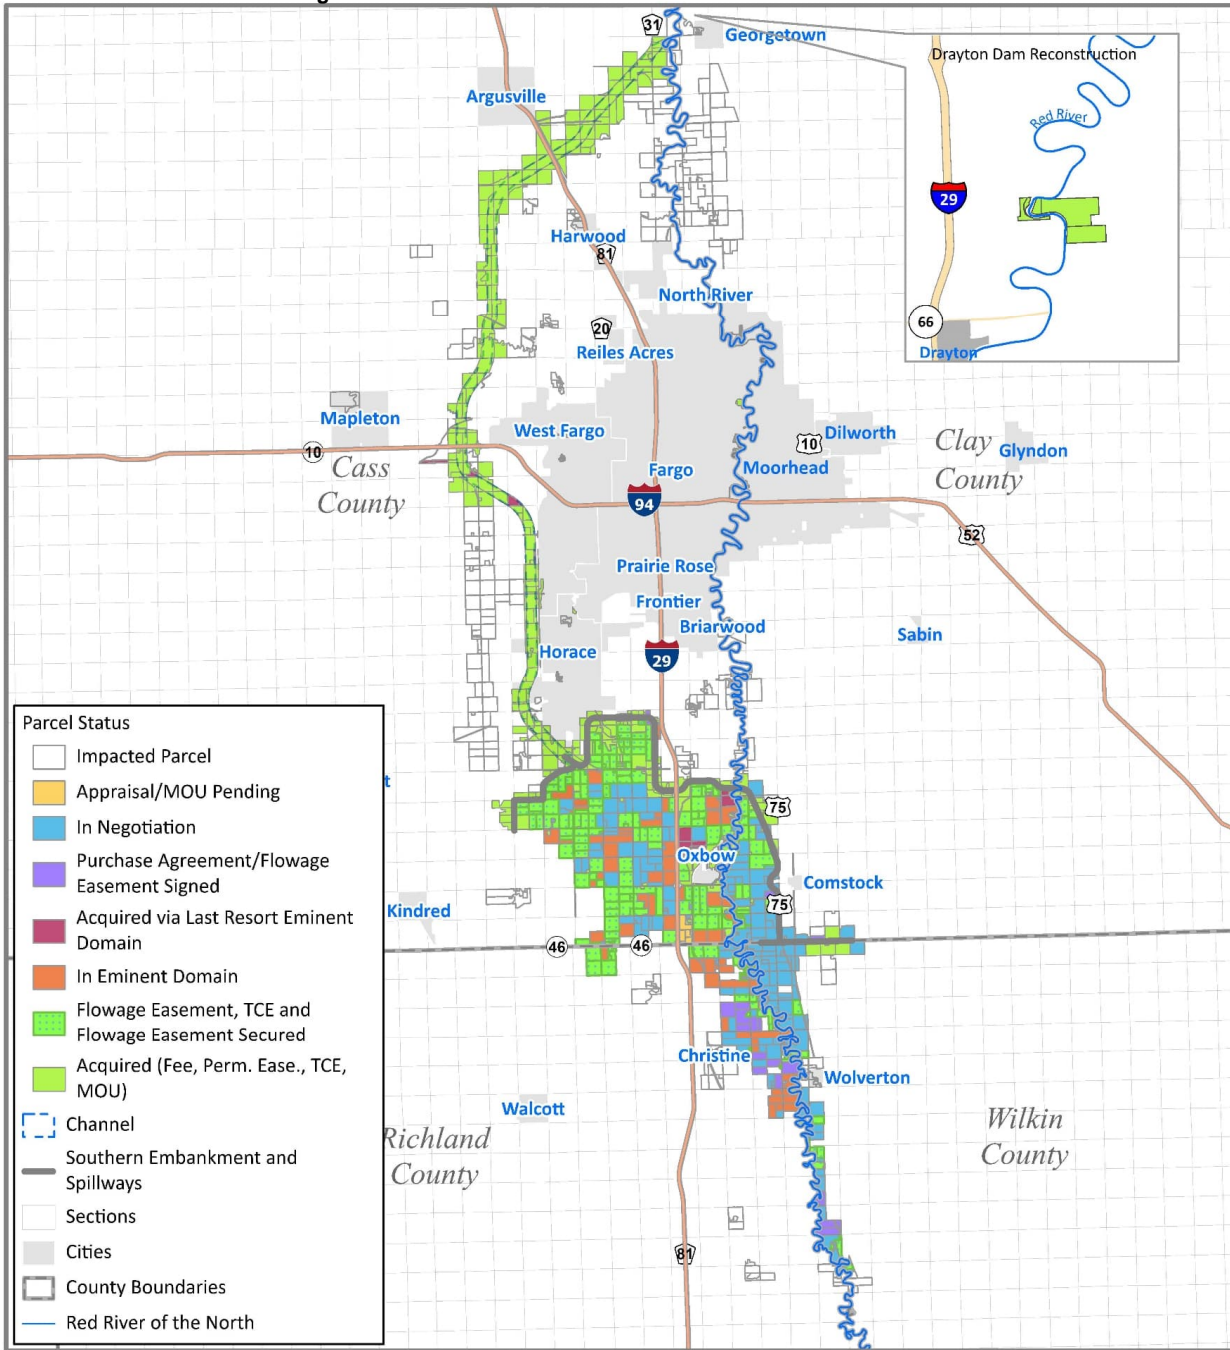 31
Georgetown
Argusville
Drayton Dam Reconstruction
Red River
29
Harwood
81
North River
20
Reiles Acres
66
Drayton
Mapleton
West Fargo
10
Dilworth
Clay
County
Glyndon
10
Cass
County
Fargo
Moorhead
94
52
Prairie Rose
Frontier
Briarwood
Sabin
Horace
29
Parcel Status
Impacted Parcel
Appraisal/MOU Pending
In Negotiation
Purchase Agreement/Flowage
Easement Signed
Acquired via Last Resort Eminent
Domain
In Eminent Domain
Flowage Easement, TCE and
Flowage Easement Secured
Acquired (Fee, Perm. Ease., TCE,
MOU)
Channel
Southern Embankment and
Spillways
Sections
Cities
County Boundaries
Red River of the North
t
75
Oxbow
Comstock
Kindred
75
46
46
Christine
Wolverton
Walcott
Richland
County
Wilkin
County
81